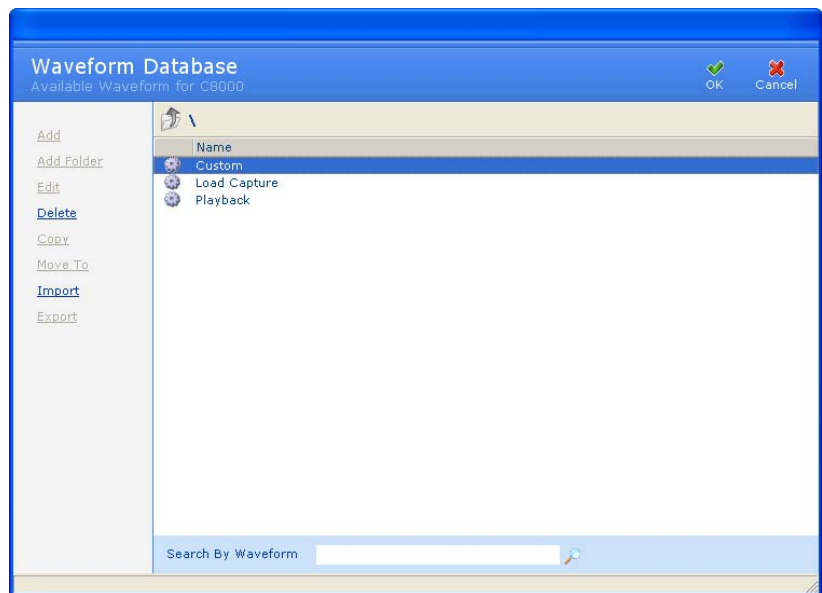 Waveform Database
Available Waveform for C8000
OK
Cancel
Add
Add Folder
Edit
Delete
Copy
Move To
Import
Export
\
Name
Custom
Load Capture
Playback
Search By Waveform